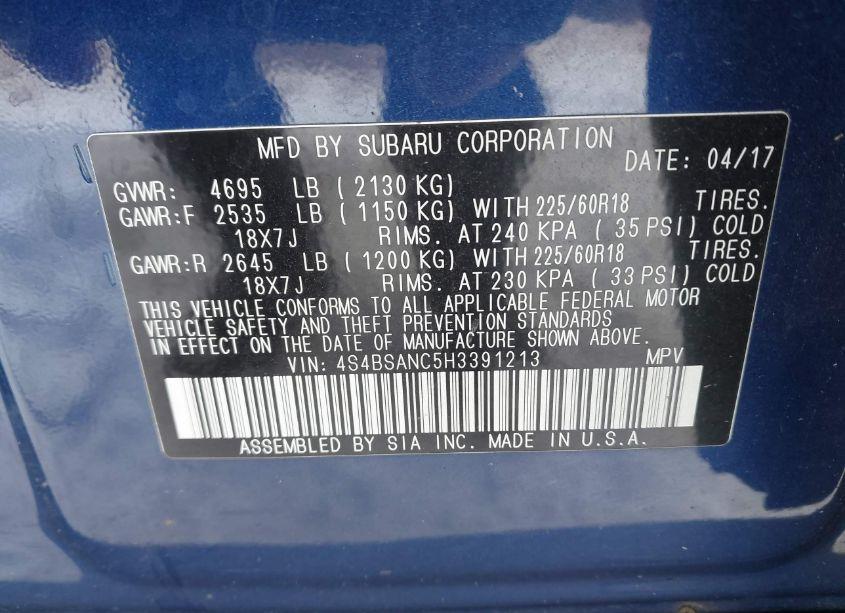 MFD BY SUBARU CORPORATION
DATE: 04/17
GVWR: 4695 LB ( 2130 KG)
GAWR:F 2535 LB ( 1150 KG) WITH 225/60R18 TIRES.
18X7J RIMS. AT 240 KPA ( 35 PSI) COLD
GAWR:R 2645 LB ( 1200 KG) WITH 225/60R18 TIRES.
18X7J RIMS. AT 230 KPA ( 33 PSI) COLD
THIS VEHICLE CONFORMS TO ALL APPLICABLE FEDERAL MOTOR
VEHICLE SAFETY AND THEFT PREVENTION STANDARDS
IN EFFECT ON THE DATE OF MANUFACTURE SHOWN ABOVE.
VIN: 4S4BSANC5H3391213 MPV
ASSEMBLED BY SIA INC. MADE IN U.S.A.